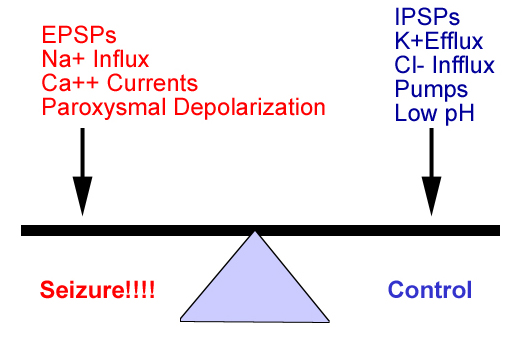 EPSPs
Na+ Influx
Ca++ Currents
Paroxysmal Depolarization
IPSPs
K+Efflux
Cl- Infflux
Pumps
Low pH
Seizure!!!!
Control